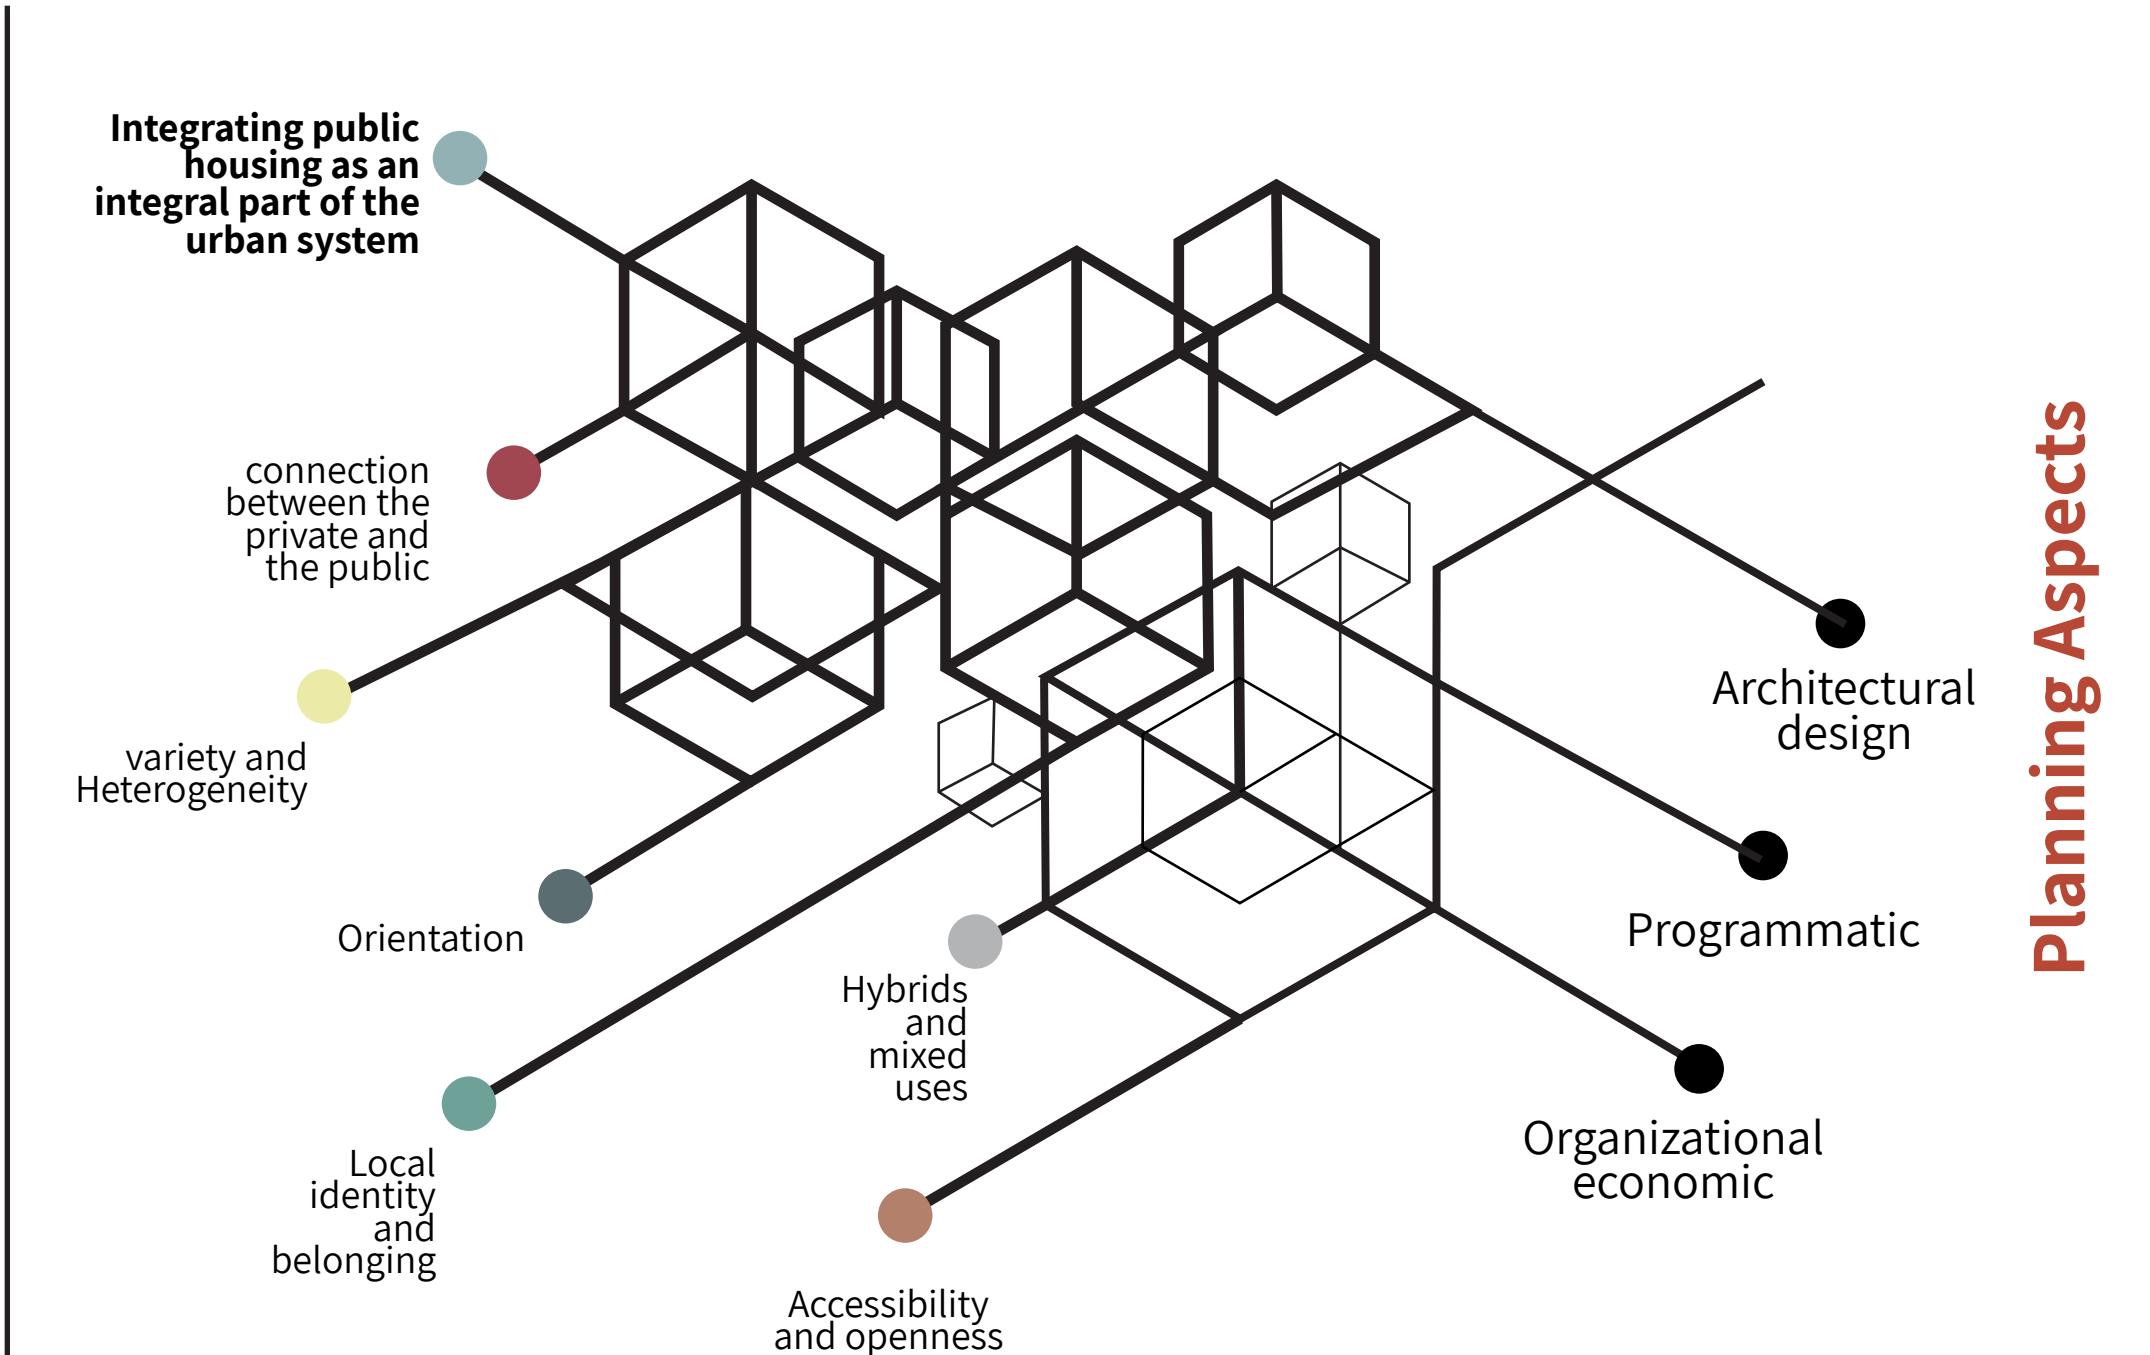 Integrating public
housing as an
integral part of the
urban system
connection
between the
private and
the public
variety and
Heterogeneity
Orientation
Local
identity
and
belonging
Hybrids
and
mixed
uses
Accessibility
and openness
Architectural
design
Programmatic
Organizational
economic
Planning Aspects